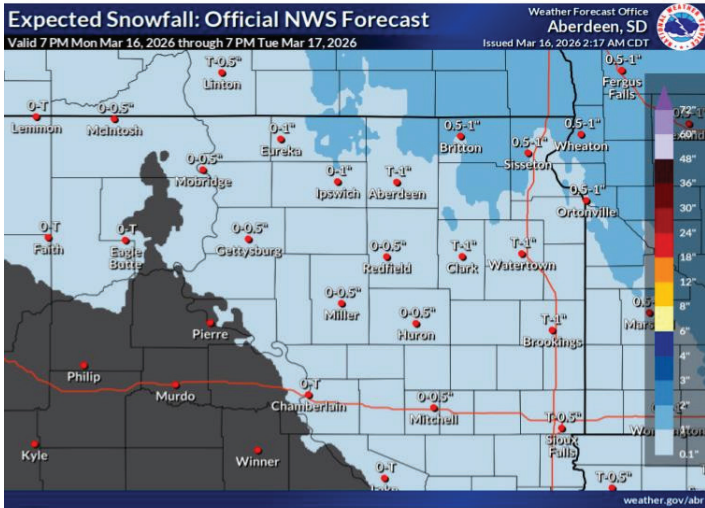 Expected Snowfall: Official NWS Forecast
Valid 7 PM Mon Mar 16, 2026 through 7 PM Tue Mar 17, 2026
Weather Forecast Office
Aberdeen, SD
Issued Mar 16, 2026 2:17 AM CDT
T-0.5"
Linton
0.5-1"
Fergus
Falls
0-T
Lemmon
0-0.5"
McIntosh
0-1"
Eureka
0.5-1"
Britton
0.5-1"
Sisseton
0.5-1"
Wheaton
0-0.5"
Mobridge
0-1"
Ipswich
T-1"
Aberdeen
0.5-1"
Ortonville
0-T
Faith
0-T
Eagle
Butte
0-0.5"
Gettysburg
0-0.5"
Redfield
T-1"
Clark
T-1"
Watertown
0-0.5"
Miller
0-0.5"
Huron
T-1"
Brookings
Pierre
Philip
Murdo
0-T
Chamberlain
0-0.5"
Mitchell
T-0.5"
Sioux
Falls
Kyle
Winner
0-T
T-0.5"
72"
60"
48"
36"
30"
24"
18"
12"
8"
6"
4"
3"
2"
1"
0.1"
weather.gov/abr